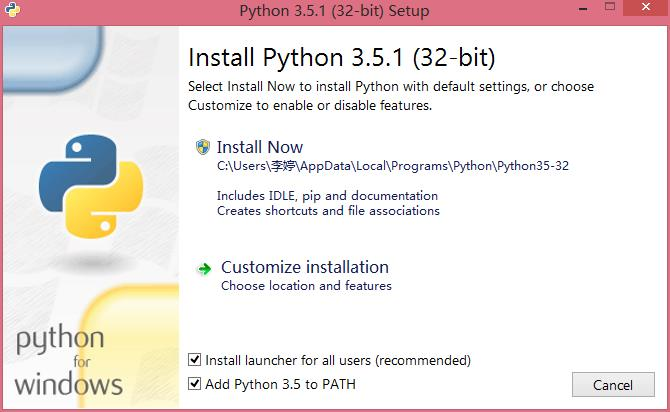 Python 3.5.1 (32-bit) Setup
Install Python 3.5.1 (32-bit)
Select Install Now to install Python with default settings, or choose
Customize to enable or disable features.
Install Now
C:\Users\李婷\AppData\Local\Programs\Python\Python35-32
Includes IDLE, pip and documentation
Creates shortcuts and file associations
Customize installation
Choose location and features
python
for
windows
Install launcher for all users (recommended)
Add Python 3.5 to PATH
Cancel